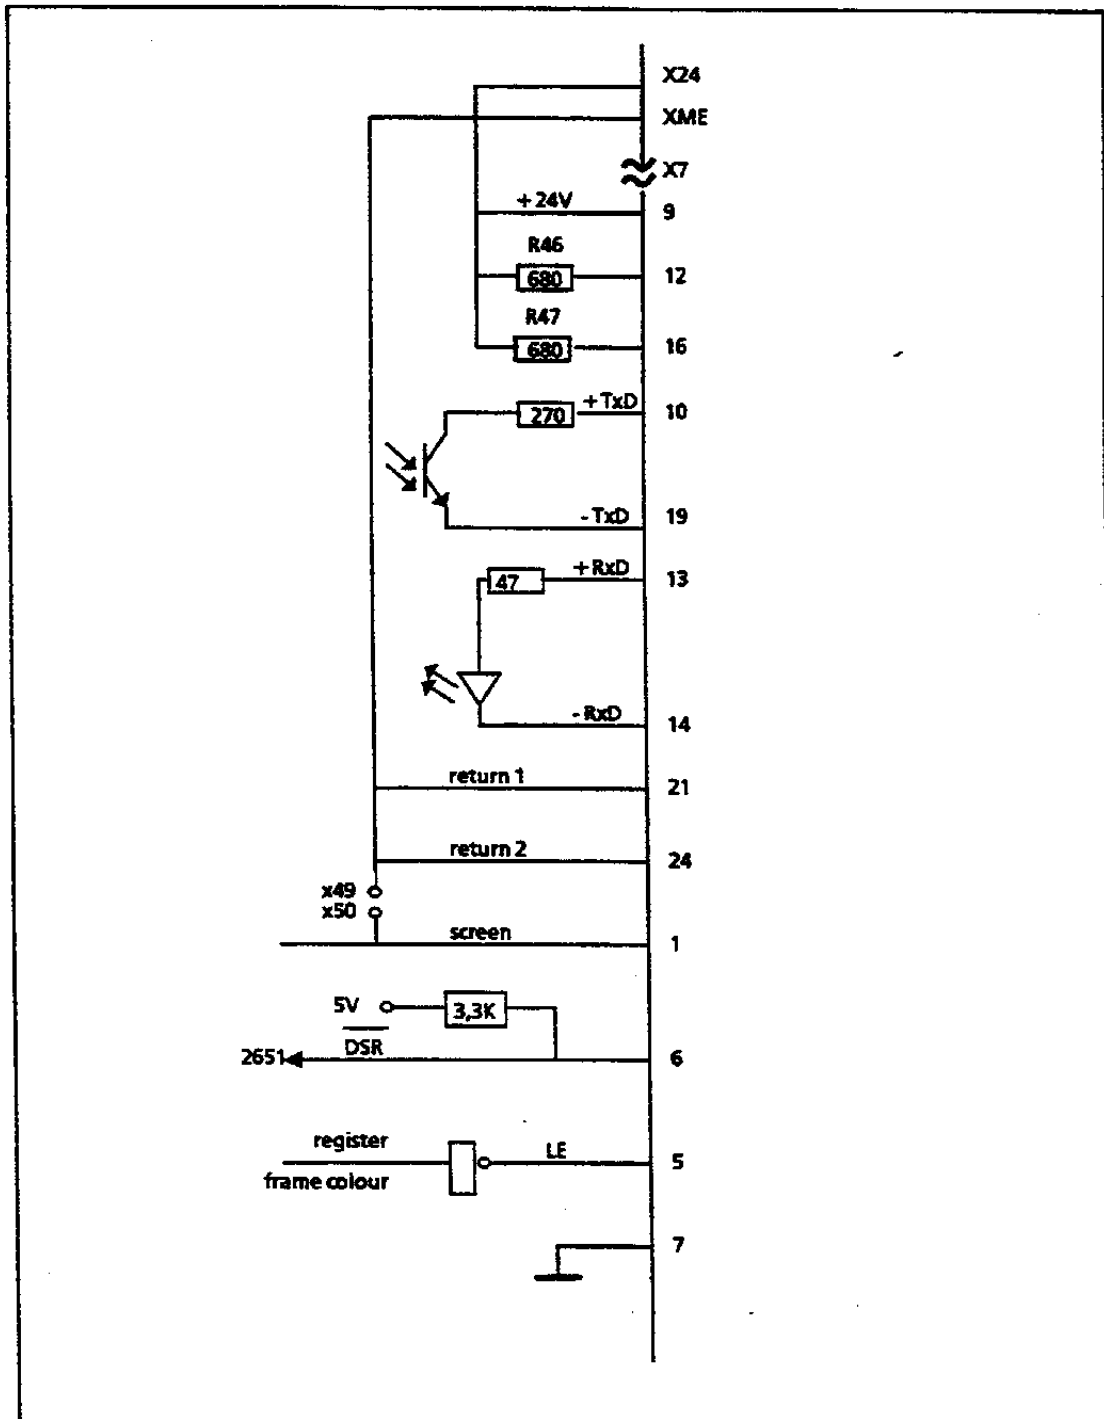 X24
XME
X7
+24V 9
R46
680 12
R47
680 16
270 +TxD 10
-TxD 19
47 +RxD 13
-RxD 14
return 1 21
return 2 24
x49
x50
screen 1
5V 3,3K
2651 DSR 6
register
LE 5
frame colour
7